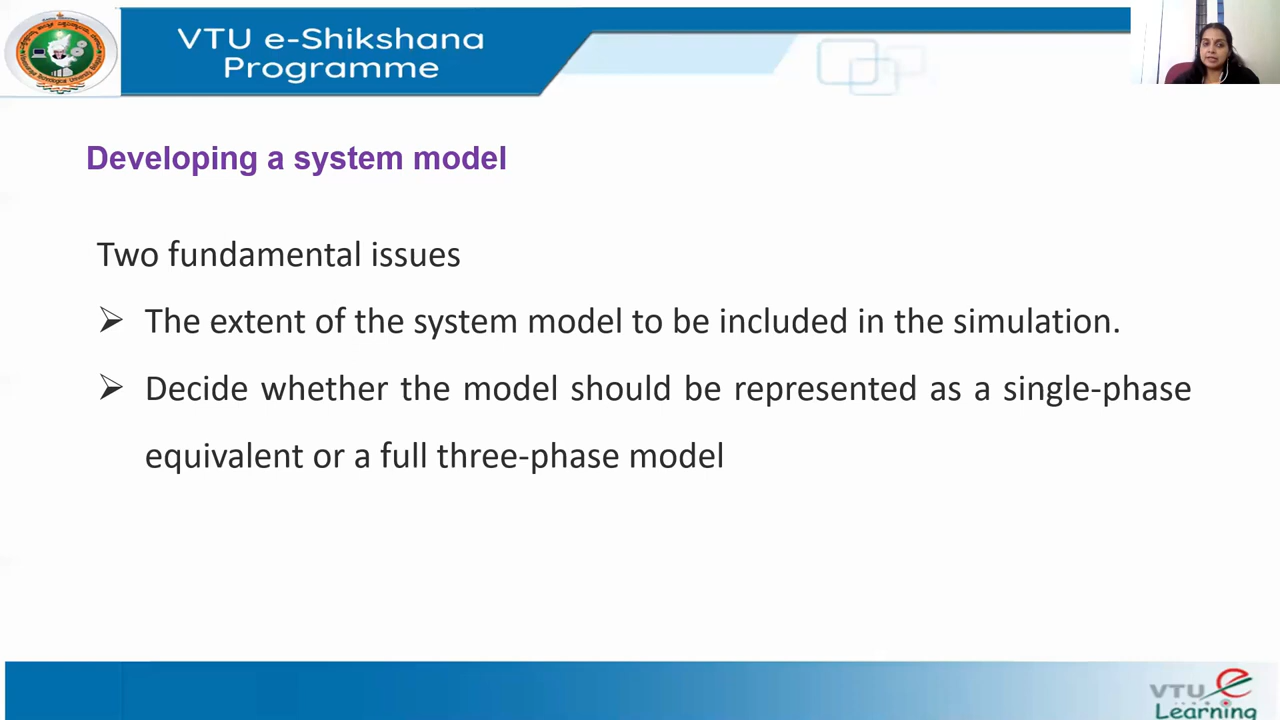 VTU e-Shikshana
Programme
Developing a system model
Two fundamental issues
➢ The extent of the system model to be included in the simulation.
➢ Decide whether the model should be represented as a single-phase
equivalent or a full three-phase model
VTU e
Learning